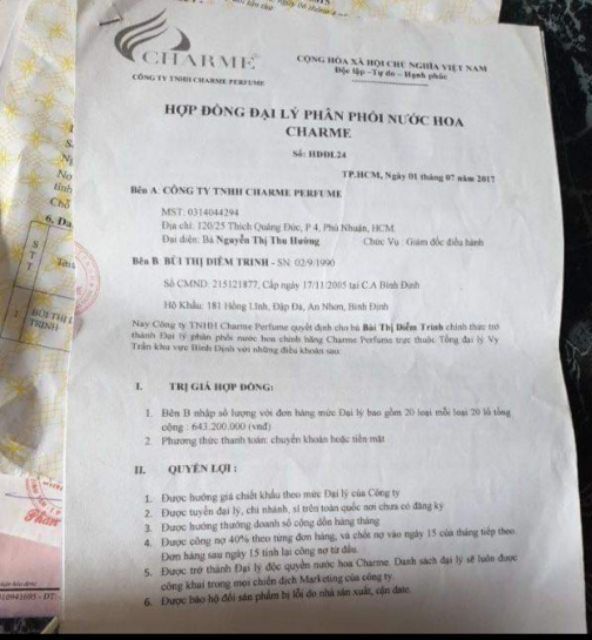 CHARME
CÔNG TY TNHH CHARME PERFUME
CỘNG HÒA XÃ HỘI CHỦ NGHĨA VIỆT NAM
Độc lập - Tự do - Hạnh phúc
HỢP ĐỒNG ĐẠI LÝ PHÂN PHỐI NƯỚC HOA
CHARME
Số: HDĐL24
TP.HCM, Ngày 01 tháng 07 năm 2017
Bên A: CÔNG TY TNHH CHARME PERFUME
MST: 0314044294
Địa chỉ: 120/25 Thích Quảng Đức, P 4, Phú Nhuận, HCM
Đại diện: Bà Nguyễn Thị Thu Hường Chức Vụ: Giám đốc điều hành
Bên B: BÙI THỊ DIỄM TRINH - SN: 02/9/1990
Số CMND: 215121877, Cấp ngày 17/11/2005 tại C.A Bình Định
Hộ Khẩu: 181 Hồng Lĩnh, Đập Đá, An Nhơn, Bình Định
Nay Công ty TNHH Charme Perfume quyết định cho bà Bùi Thị Diễm Trinh chính thức trở
thành Đại lý phân phối nước hoa chính hãng Charme Perfume trực thuộc Tổng đại lý Vy
Trần khu vực Bình Định với những điều khoản sau:
I. TRỊ GIÁ HỢP ĐỒNG:
1. Bên B nhập số lượng với đơn hàng mức Đại lý bao gồm 20 loại mỗi loại 20 lô tổng
cộng : 643.200.000 (vnđ)
2. Phương thức thanh toán: chuyển khoản hoặc tiền mặt
II. QUYỀN LỢI :
1. Được hưởng giá chiết khấu theo mức Đại lý của Công ty
2. Được tuyển đại lý, chi nhánh, sỉ trên toàn quốc nơi chưa có đăng ký
3. Được hưởng thưởng doanh số cộng dồn hàng tháng
4. Được công nợ 40% theo từng đơn hàng, và chốt nợ vào ngày 15 của tháng tiếp theo.
Đơn hàng sau ngày 15 tính lại công nợ từ đầu.
5. Được trở thành Đại lý độc quyền nước hoa Charme. Danh sách đại lý sẽ luôn được
công khai trong mọi chiến dịch Marketing của công ty.
6. Được bảo hộ đổi sản phẩm bị lỗi do nhà sản xuất, cận date.
No
tỉnh
Chỗ
6. Da
S
T
T
1 BÙI THỊ
TRINH